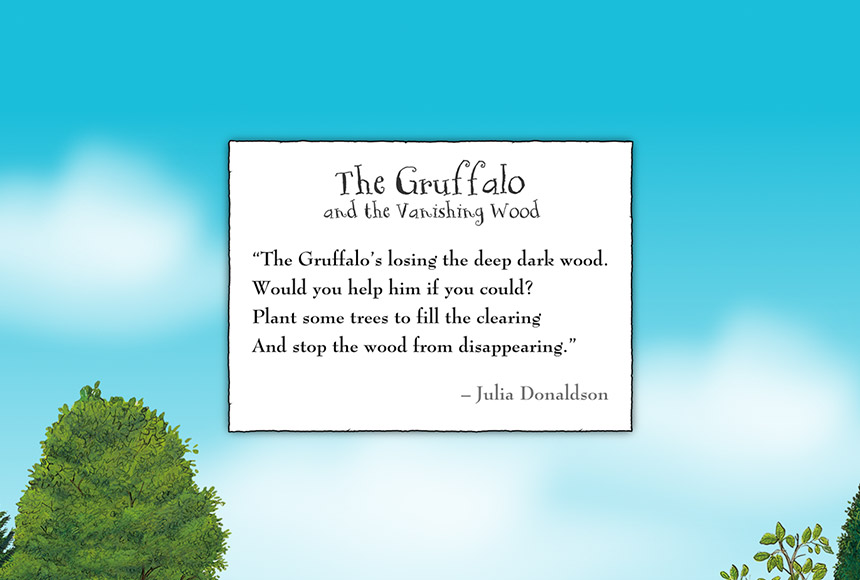 The Gruffalo
and the Vanishing Wood
“The Gruffalo’s losing the deep dark wood.
Would you help him if you could?
Plant some trees to fill the clearing
And stop the wood from disappearing.”
– Julia Donaldson